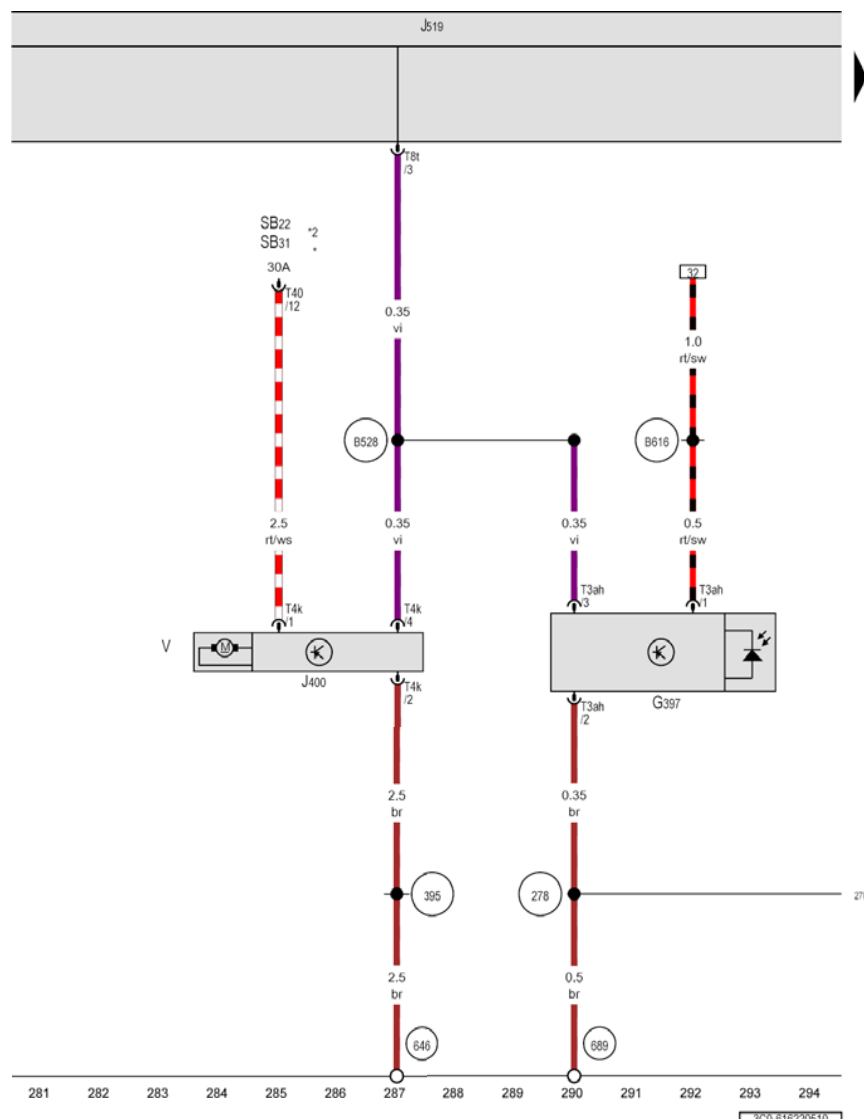 J519
T8t
/3
SB22 *2
SB31 *
30A
T40
/12
32
0.35
vi
1.0
rt/sw
B528
B616
2.5
rt/ws
0.35
vi
0.35
vi
0.5
rt/sw
T4k
/1
T4k
/4
T3ah
/3
T3ah
/1
V
M
J400
T4k
/2
G397
T3ah
/2
2.5
br
0.35
br
395
278
2.5
br
0.5
br
646
689
281 282 283 284 285 286 287 288 289 290 291 292 293 294